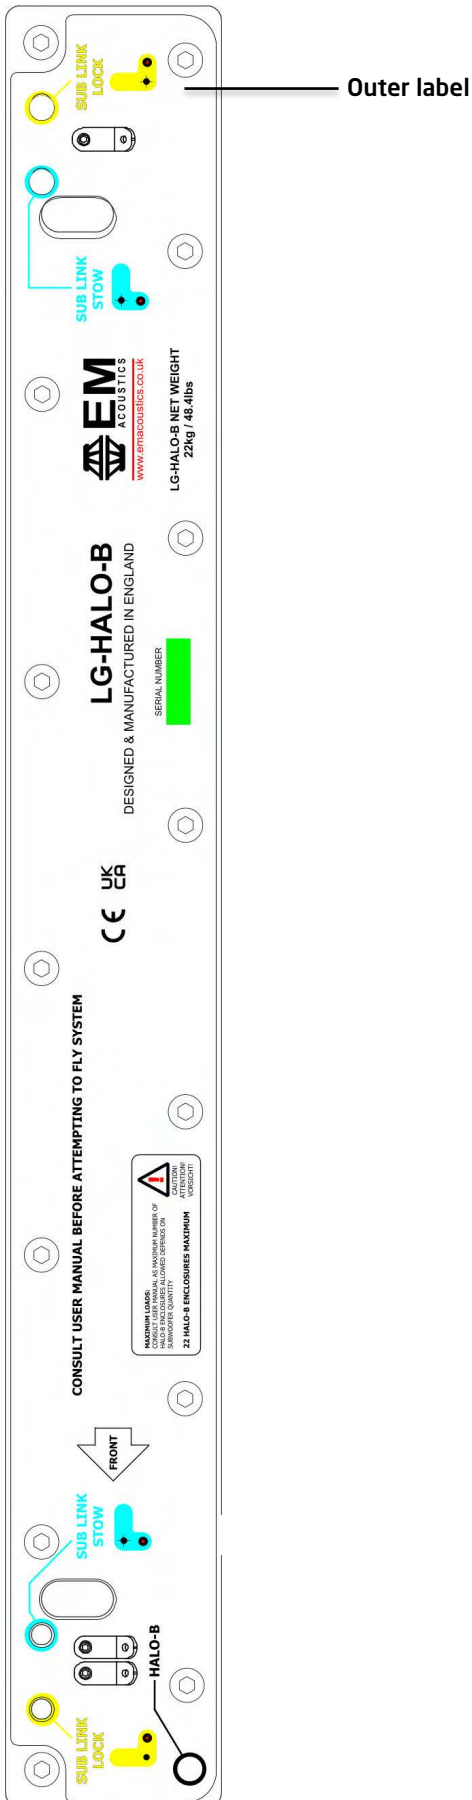 SUB LINK
LOCK
Outer label
SUB LINK
STOW
EM
ACOUSTICS
www.emacoustics.co.uk
LG-HALO-B NET WEIGHT
22kg / 48.4lbs
LG-HALO-B
DESIGNED & MANUFACTURED IN ENGLAND
SERIAL NUMBER
CE
UK
CA
CONSULT USER MANUAL BEFORE ATTEMPTING TO FLY SYSTEM
MAXIMUM LOADS:
CONSULT USER MANUAL AS MAXIMUM NUMBER OF
HALO-B ENCLOSURES ALLOWED DEPENDS ON
SUBWOOFER QUANTITY
22 HALO-B ENCLOSURES MAXIMUM
!
CAUTION!
ATTENTION!
VORSICHT!
FRONT
SUB LINK
STOW
HALO-B
SUB LINK
LOCK